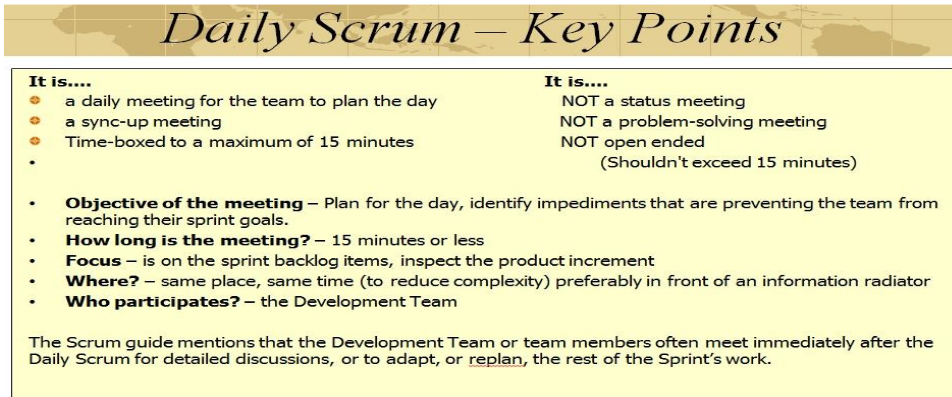 Daily Scrum – Key Points
It is.... It is....
a daily meeting for the team to plan the day NOT a status meeting
a sync-up meeting NOT a problem-solving meeting
Time-boxed to a maximum of 15 minutes NOT open ended
• (Shouldn't exceed 15 minutes)
• Objective of the meeting – Plan for the day, identify impediments that are preventing the team from
reaching their sprint goals.
• How long is the meeting? – 15 minutes or less
• Focus – is on the sprint backlog items, inspect the product increment
• Where? – same place, same time (to reduce complexity) preferably in front of an information radiator
• Who participates? – the Development Team
The Scrum guide mentions that the Development Team or team members often meet immediately after the
Daily Scrum for detailed discussions, or to adapt, or replan, the rest of the Sprint’s work.